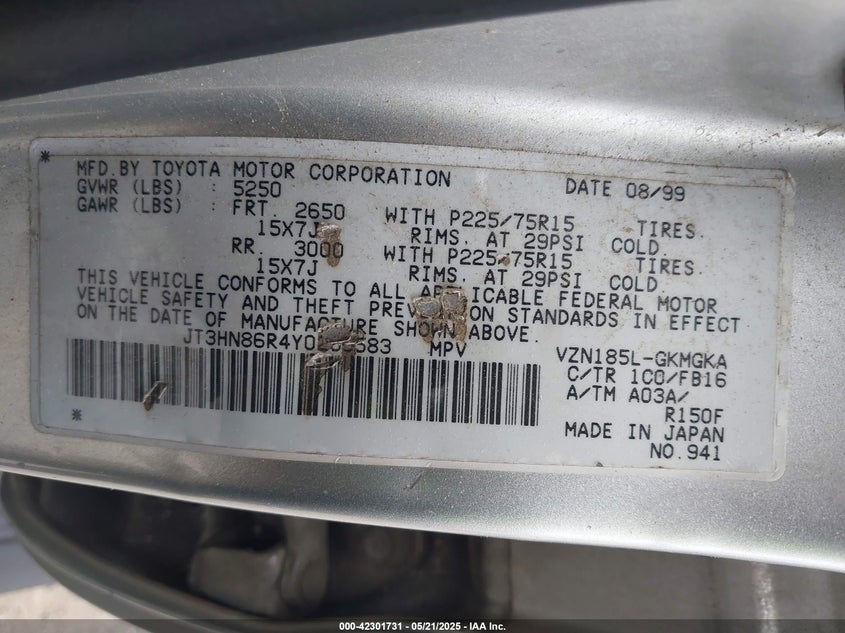 MFD.BY TOYOTA MOTOR CORPORATION DATE 08/99
GVWR (LBS) : 5250
GAWR (LBS) : FRT. 2650 WITH P225/75R15 TIRES.
15X7J RIMS. AT 29PSI COLD
RR. 3000 WITH P225/75R15 TIRES
15X7J RIMS. AT 29PSI COLD.
THIS VEHICLE CONFORMS TO ALL APPLICABLE FEDERAL MOTOR
VEHICLE SAFETY AND THEFT PREVENTION STANDARDS IN EFFECT
ON THE DATE OF MANUFACTURE SHOWN ABOVE.
MPV VZN185L-GKMGKA
C/TR 1C0/FB16
A/TM A03A/
R150F
MADE IN JAPAN
NO.941
000-42301731 - 05/21/2025 - IAA Inc.